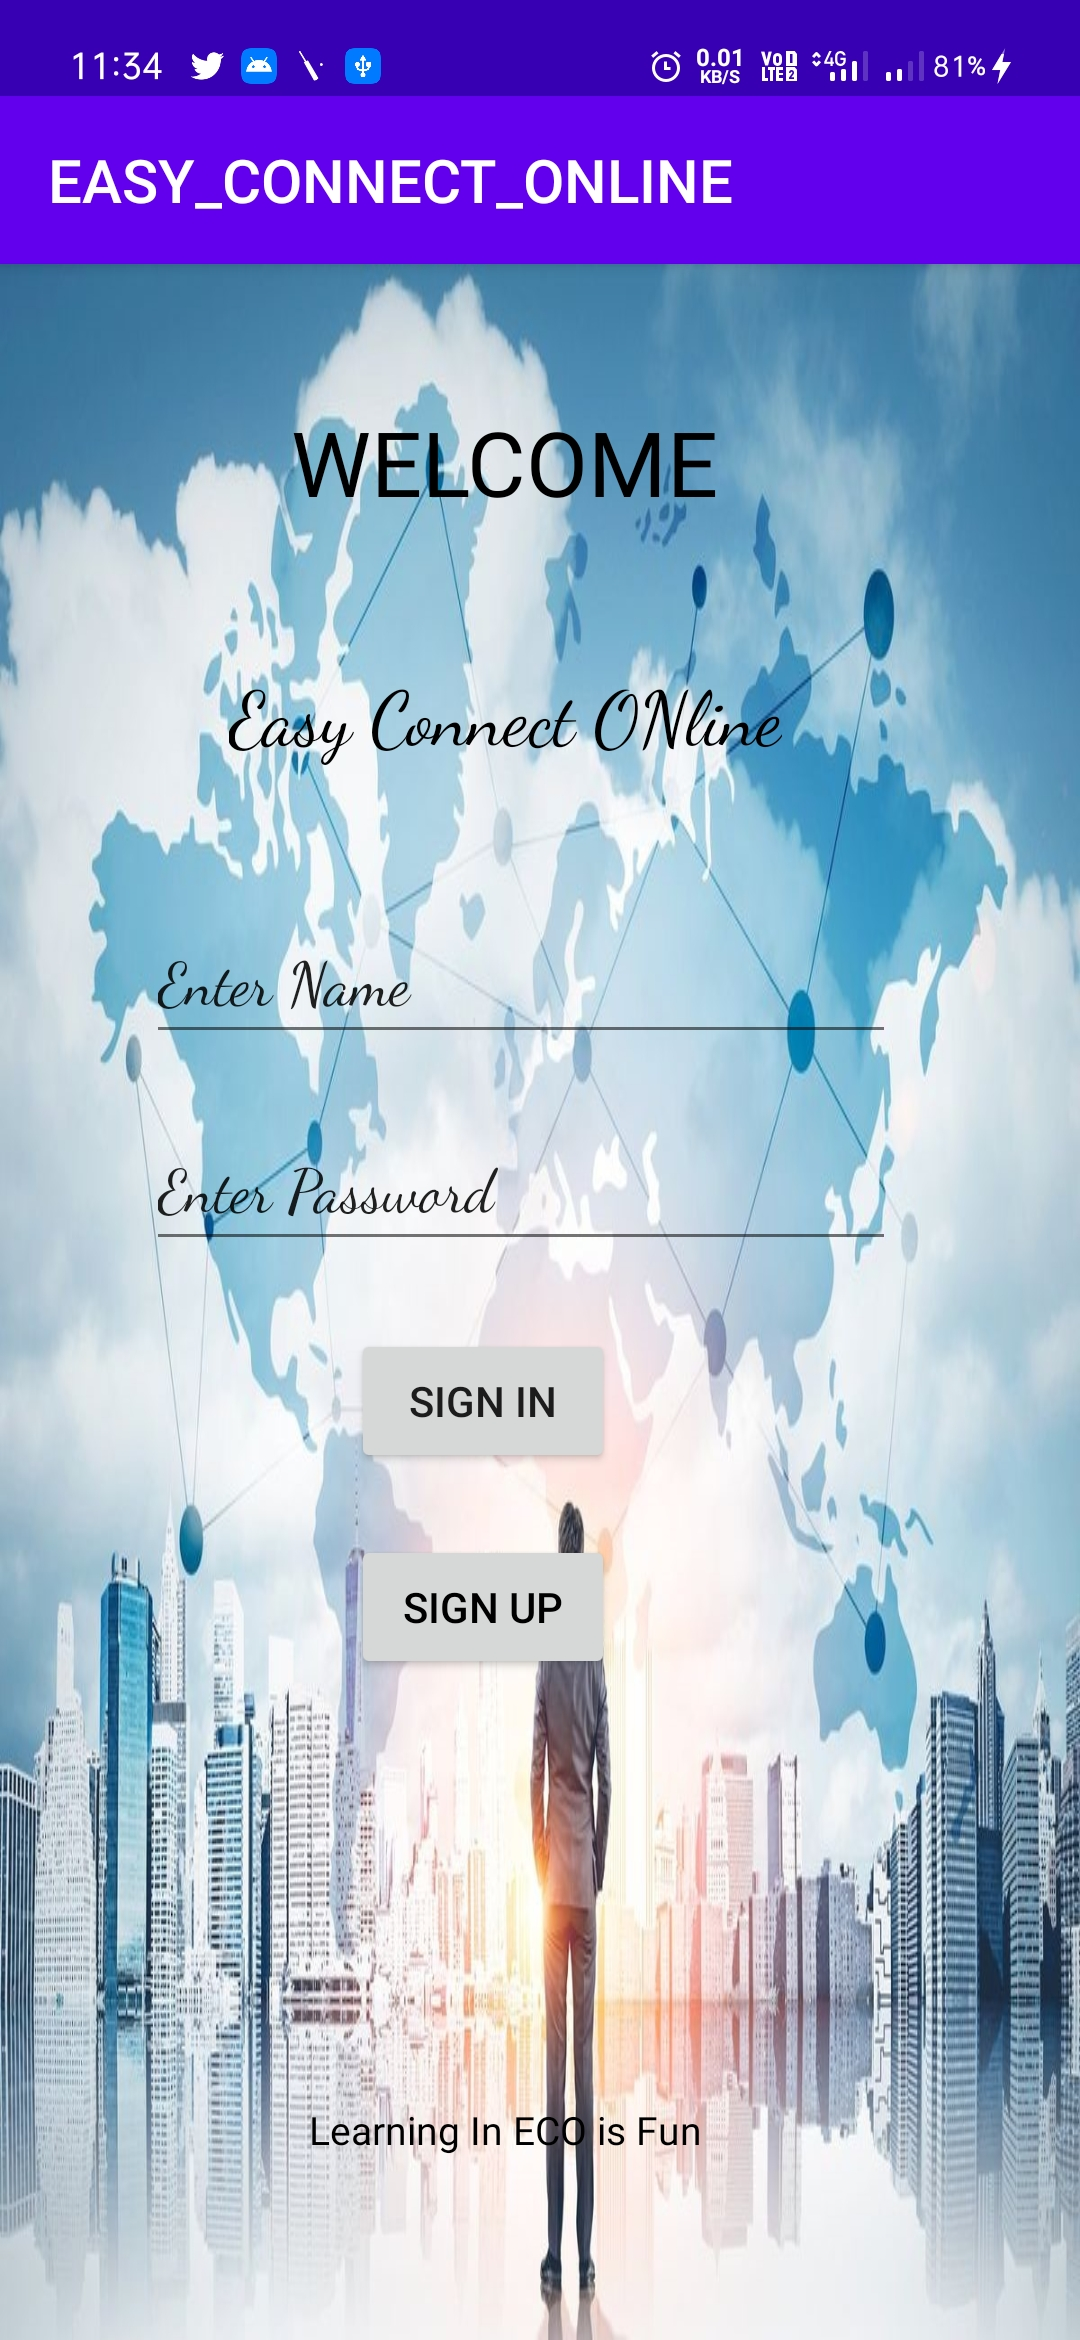 11:34 0.01 KB/S VoD LTE2 4G 81%
EASY_CONNECT_ONLINE
WELCOME
Easy Connect ONline
Enter Name
Enter Password
SIGN IN
SIGN UP
Learning In ECO is Fun